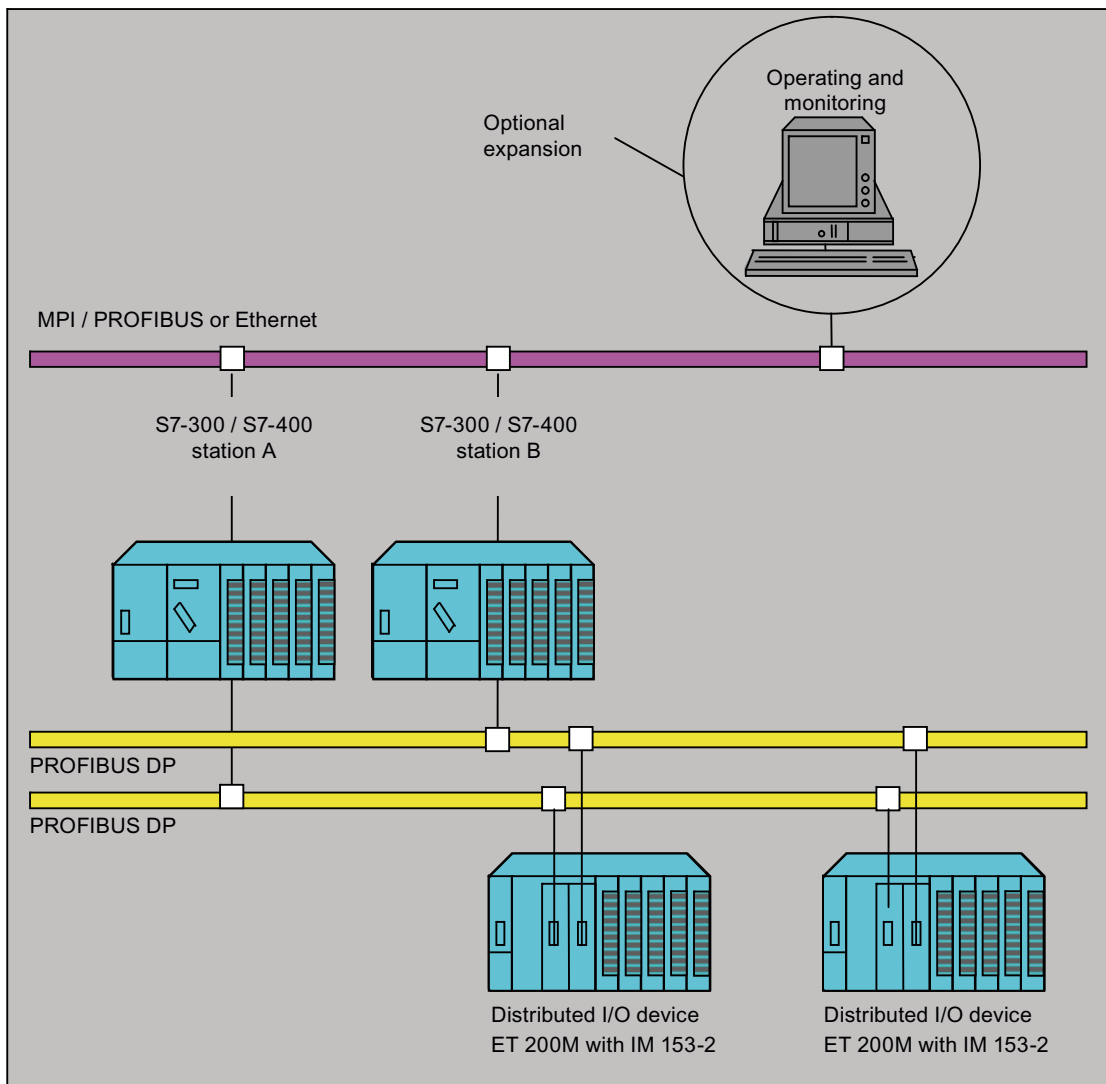 Operating and
monitoring
Optional
expansion
MPI / PROFIBUS or Ethernet
S7-300 / S7-400
station A
S7-300 / S7-400
station B
PROFIBUS DP
PROFIBUS DP
Distributed I/O device
ET 200M with IM 153-2
Distributed I/O device
ET 200M with IM 153-2